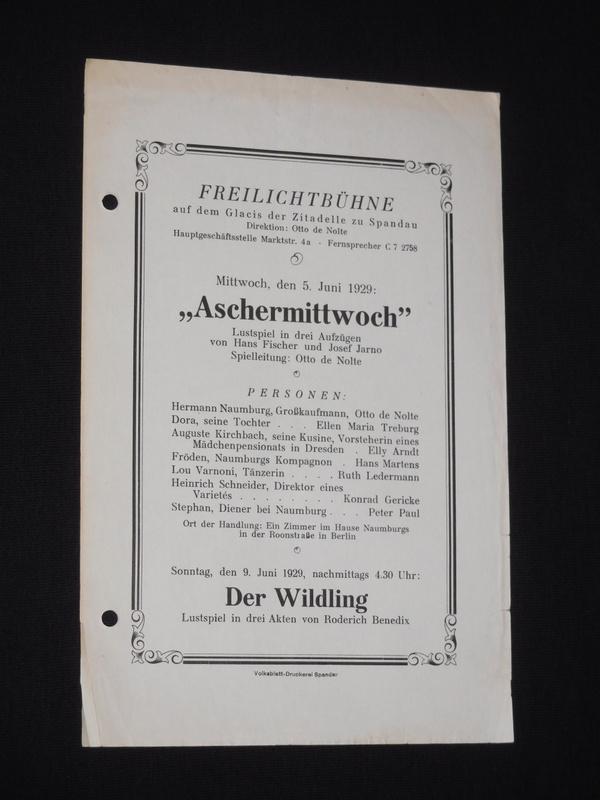 FREILICHTBÜHNE
auf dem Glacis der Zitadelle zu Spandau
Direktion: Otto de Nolte
Hauptgeschäftsstelle Marktstr. 4a - Fernsprecher C 7 2758
Mittwoch, den 5. Juni 1929:
„Aschermittwoch”
Lustspiel in drei Aufzügen
von Hans Fischer und Josef Jarno
Spielleitung: Otto de Nolte
PERSONEN:
Hermann Naumburg, Großkaufmann, Otto de Nolte
Dora, seine Tochter . . . Ellen Maria Treburg
Auguste Kirchbach, seine Kusine, Vorsteherin eines
Mädchenpensionats in Dresden . Elly Arndt
Fröden, Naumburgs Kompagnon . Hans Martens
Lou Varnoni, Tänzerin . . . . Ruth Ledermann
Heinrich Schneider, Direktor eines
Varietés . . . . . . . . Konrad Gericke
Stephan, Diener bei Naumburg . . . Peter Paul
Ort der Handlung: Ein Zimmer im Hause Naumburgs
in der Roonstraße in Berlin
Sonntag, den 9. Juni 1929, nachmittags 4.30 Uhr:
Der Wildling
Lustspiel in drei Akten von Roderich Benedix
Volksblatt-Druckerei Spandau